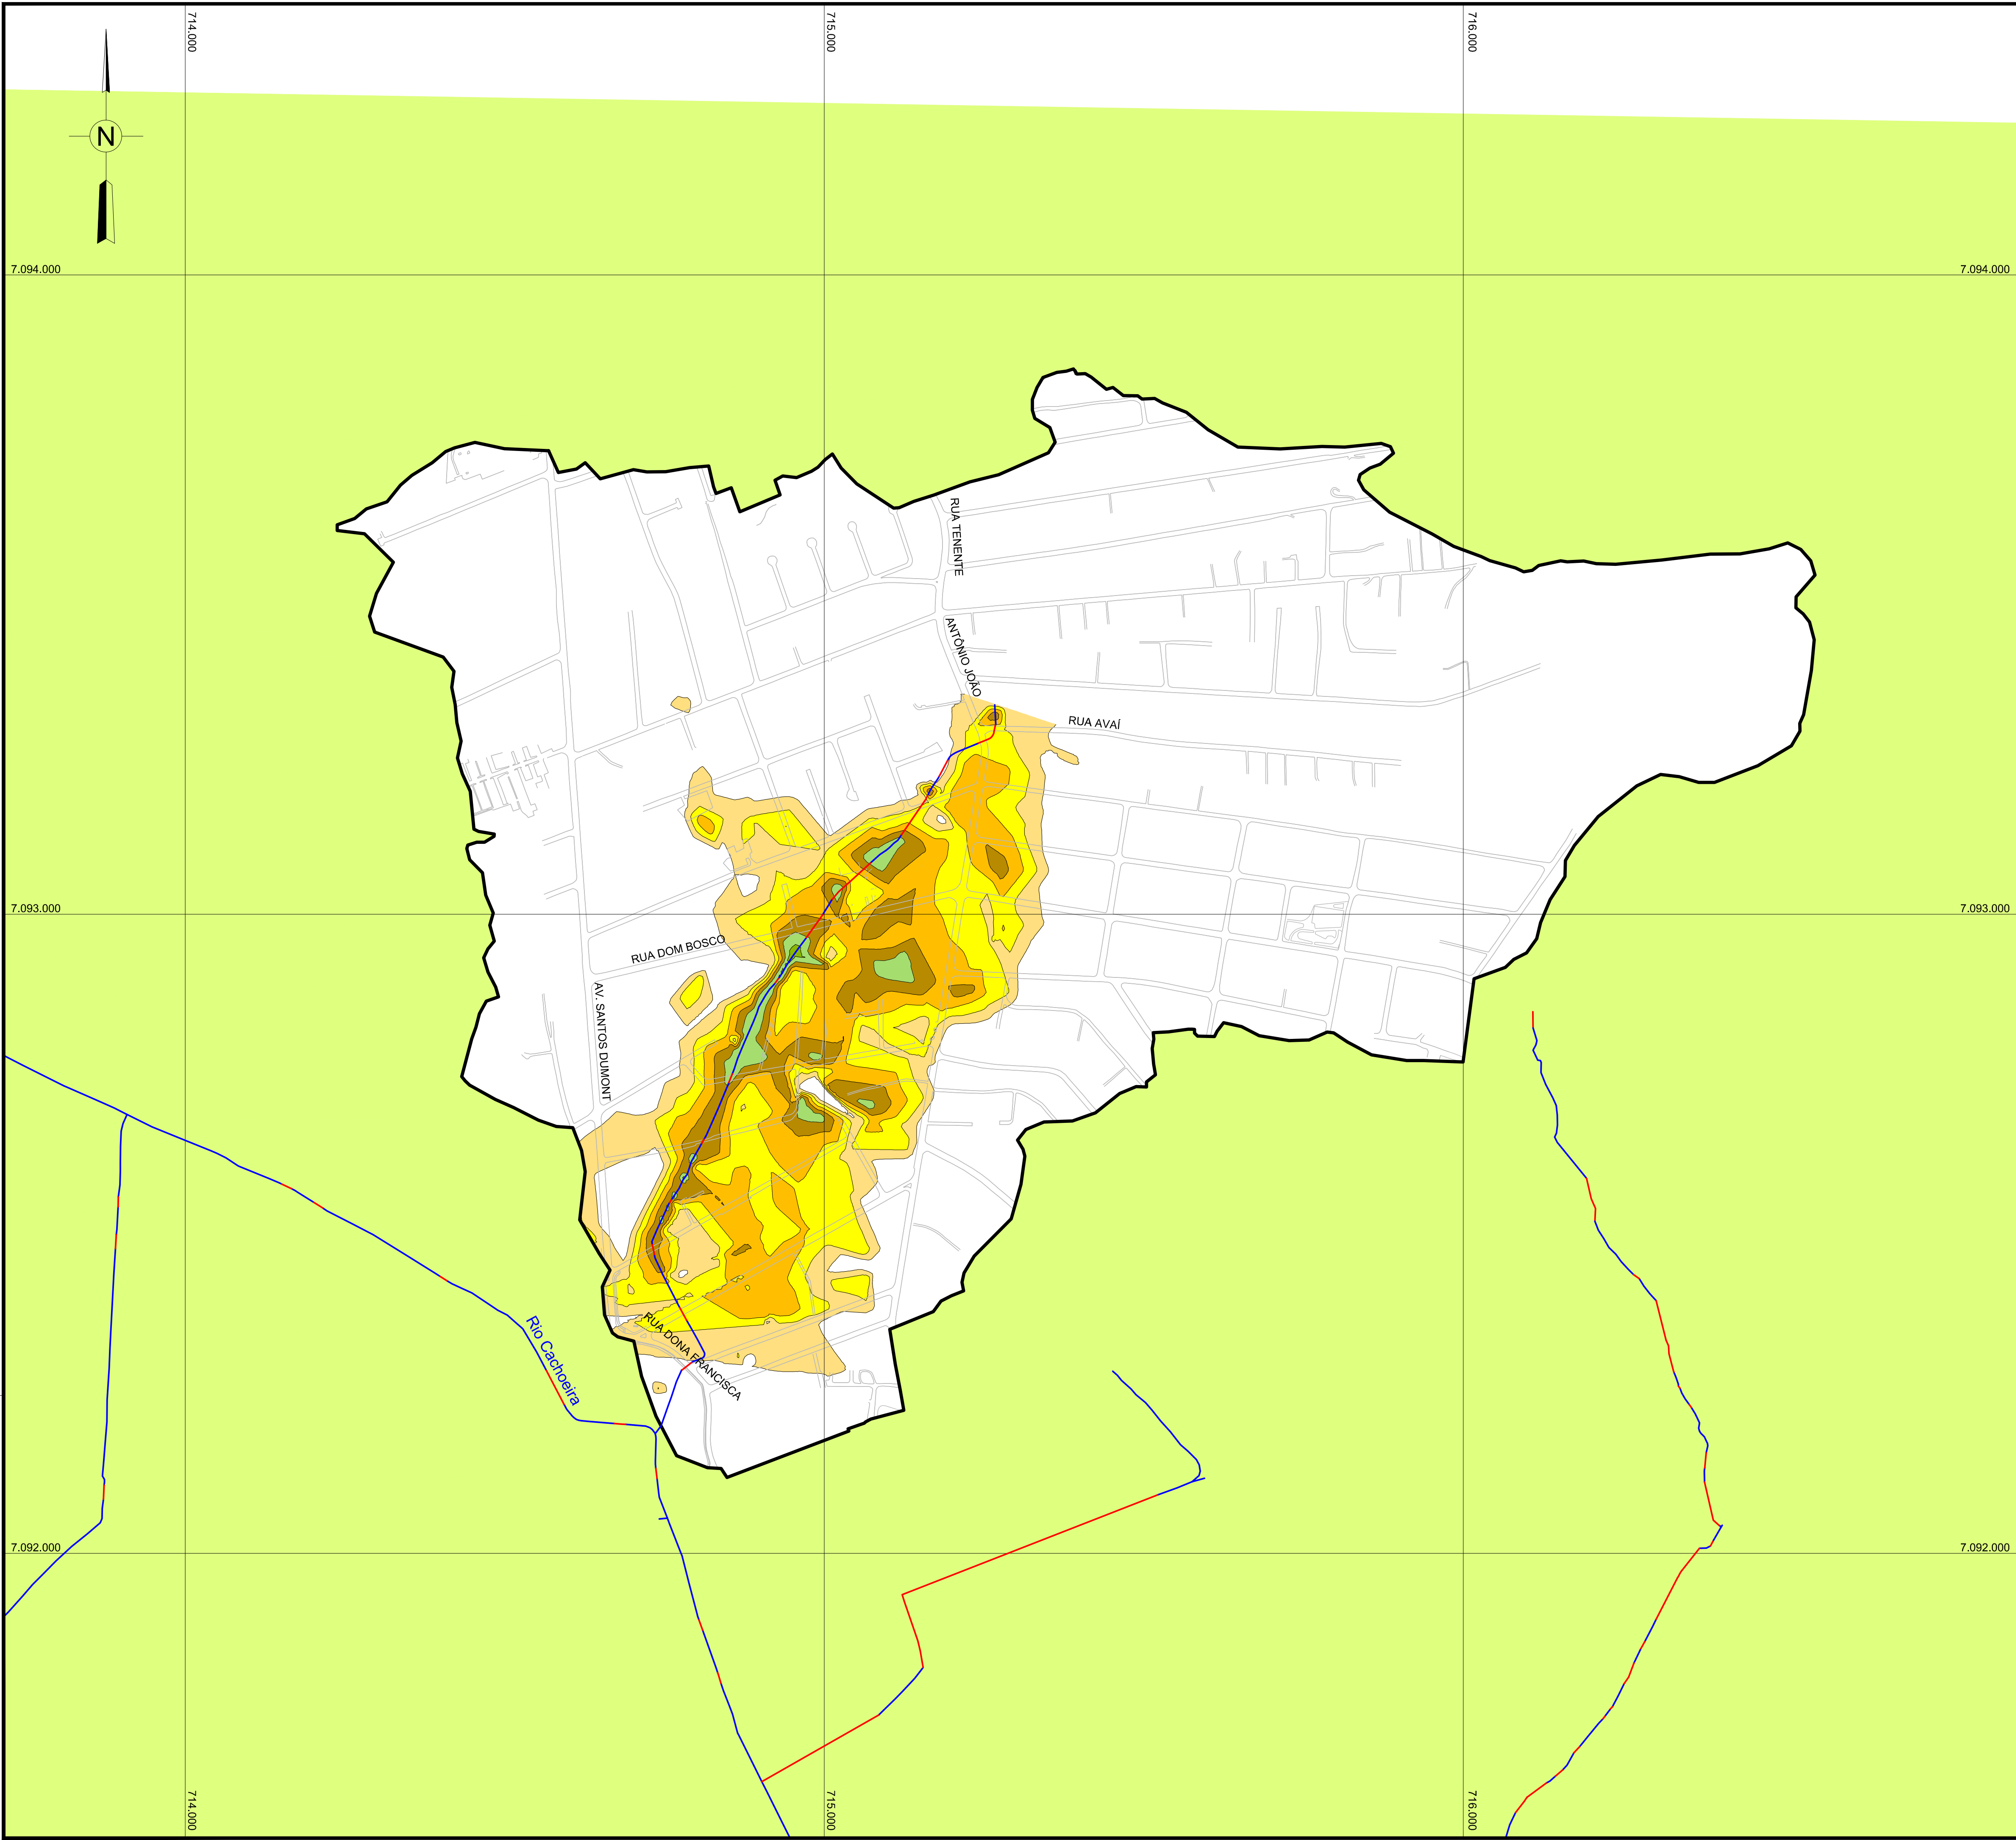 714.000
715.000
716.000
N
7.094.000
7.094.000
RUA TENENTE
ANTÔNIO JOÃO
RUA AVAÍ
7.093.000
7.093.000
RUA DOM BOSCO
AV. SANTOS DUMONT
Rio Cachoeira
RUA DONA FRANCISCA
7.092.000
7.092.000
714.000
715.000
716.000